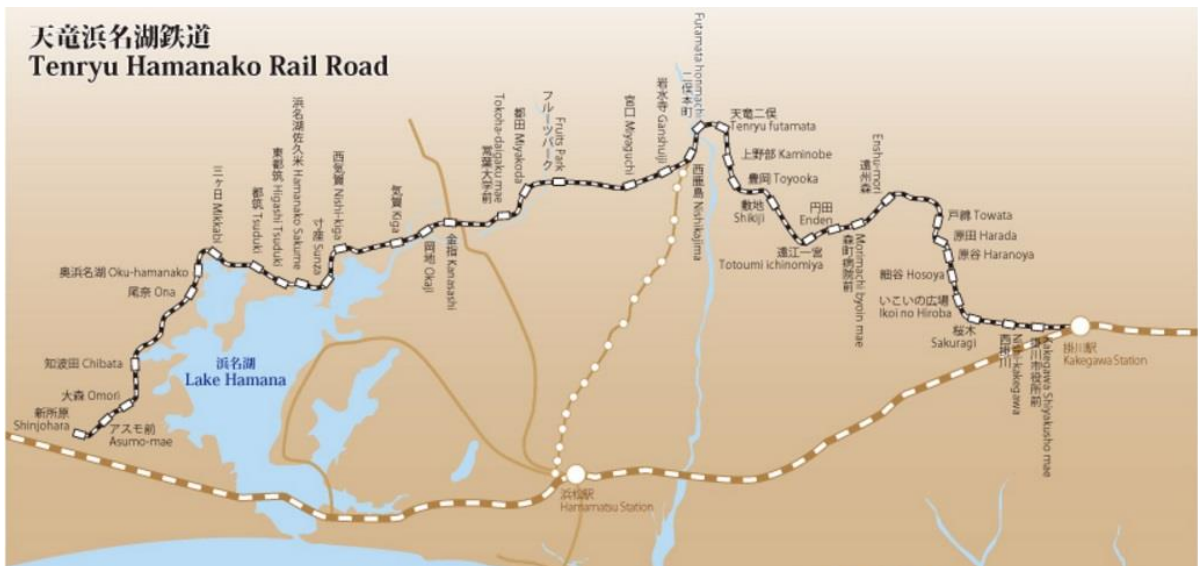 天竜浜名湖鉄道
Tenryu Hamanako Rail Road
新所原
Shinjohara
アスモ前
Asumo-mae
大森 Omori
知波田 Chibata
尾奈 Ona
奥浜名湖 Oku-hamanako
三ヶ日 Mikkabi
都筑 Tsuduki
東都筑 Higashi Tsuduki
浜名湖佐久米 Hamanako Sakume
寸座 Sunza
西気賀 Nishi-kiga
気賀 Kiga
岡地 Okaji
金指 Kanasashi
常葉大学前
Tokoha-daigaku mae
都田 Miyakoda
フルーツパーク
Fruits Park
宮口 Miyaguchi
岩水寺 Ganshuiji
西鹿島 Nishikajima
二俣本町
Futamata honmachi
天竜二俣
Tenryu futamata
上野部 Kaminobe
豊岡 Toyooka
敷地
Shikiji
遠江一宮
Totoumi ichinomiya
円田
Enden
森町病院前
Morimachi byoin mae
遠州森
Enshu-mori
戸綿 Towata
原田 Harada
原谷 Haranoya
細谷 Hosoya
いこいの広場
Ikoi no Hiroba
桜木
Sakuragi
西掛川
Nishi-kakegawa
掛川市役所前
Kakegawa Shiyakusho mae
掛川駅
Kakegawa Station
浜名湖
Lake Hamana
浜松駅
Hamamatsu Station